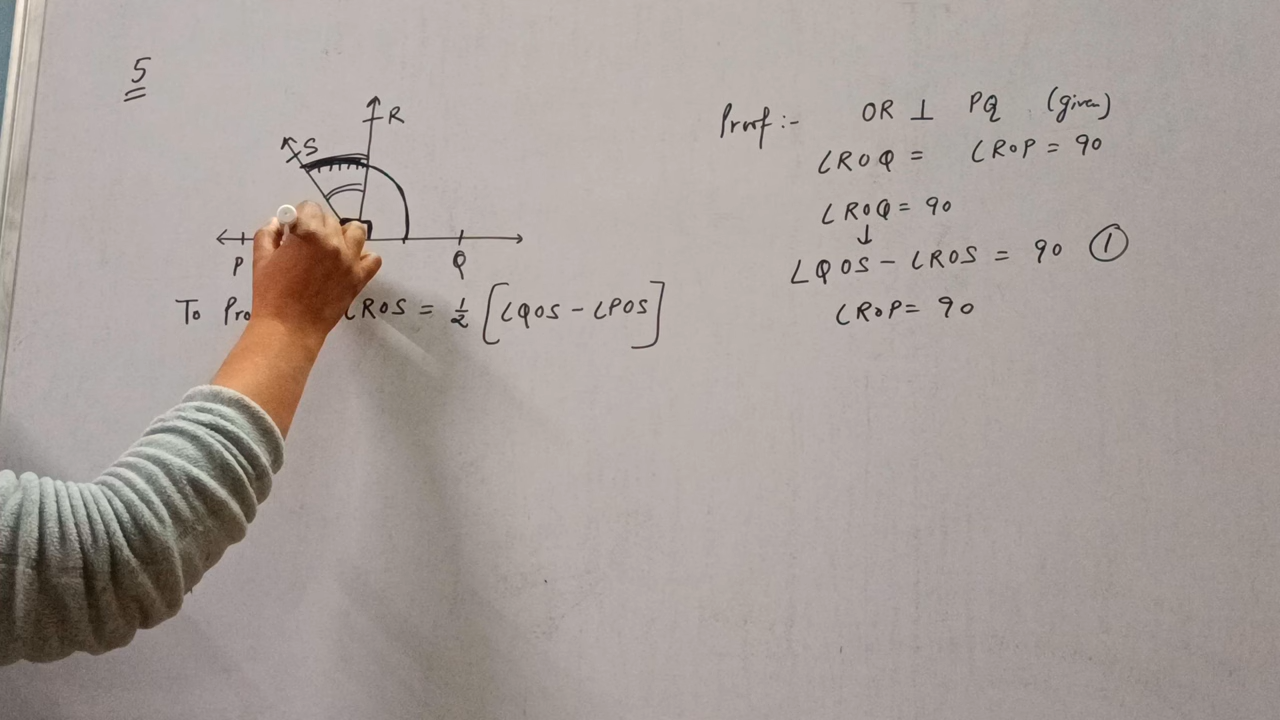 5
R
S
P
Q
To Pro ∠ROS = 1/2 [∠QOS - ∠POS]
Proof :- OR ⊥ PQ (given)
∠ROQ = ∠ROP = 90
∠ROQ = 90
↓
∠QOS - ∠ROS = 90 ①
∠ROP = 90